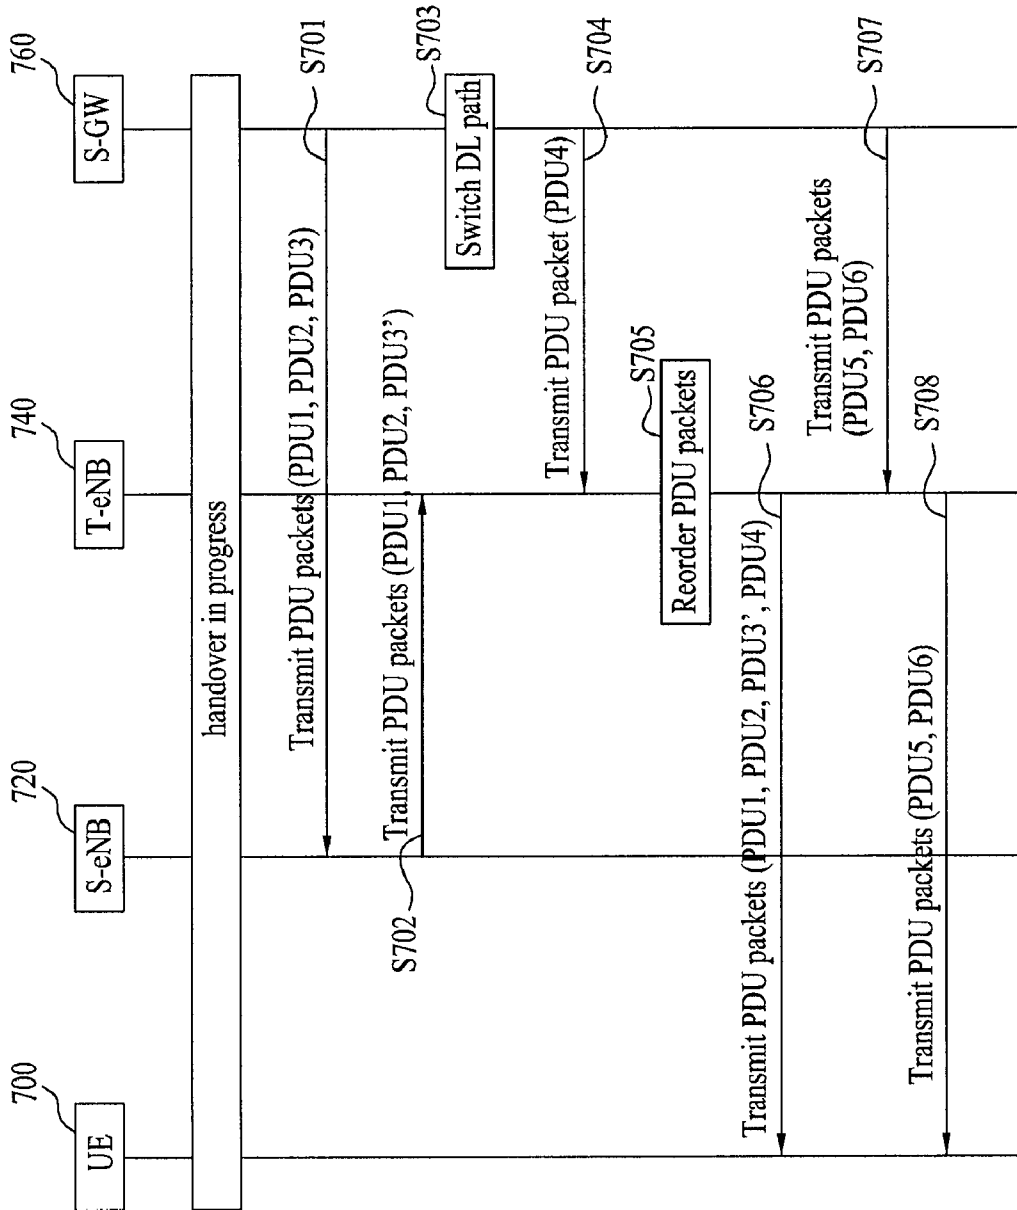 700
720
740
760
UE
S-eNB
T-eNB
S-GW
handover in progress
Transmit PDU packets (PDU1, PDU2, PDU3)
S701
S702
Transmit PDU packets (PDU1, PDU2, PDU3’)
S703
Switch DL path
Transmit PDU packet (PDU4)
S704
S705
Reorder PDU packets
Transmit PDU packets (PDU1, PDU2, PDU3’, PDU4)
S706
Transmit PDU packets
(PDU5, PDU6)
S707
Transmit PDU packets (PDU5, PDU6)
S708